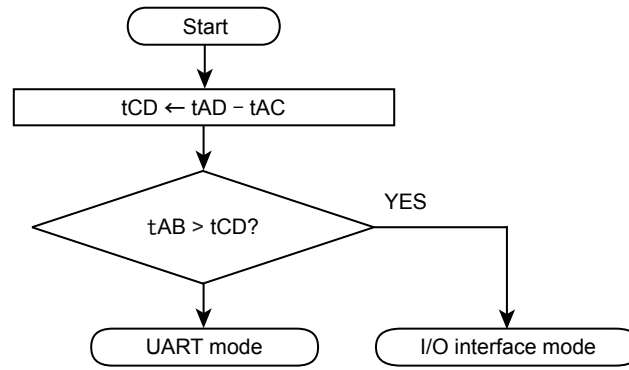 Start
tCD ← tAD − tAC
YES
tAB > tCD?
UART mode
I/O interface mode